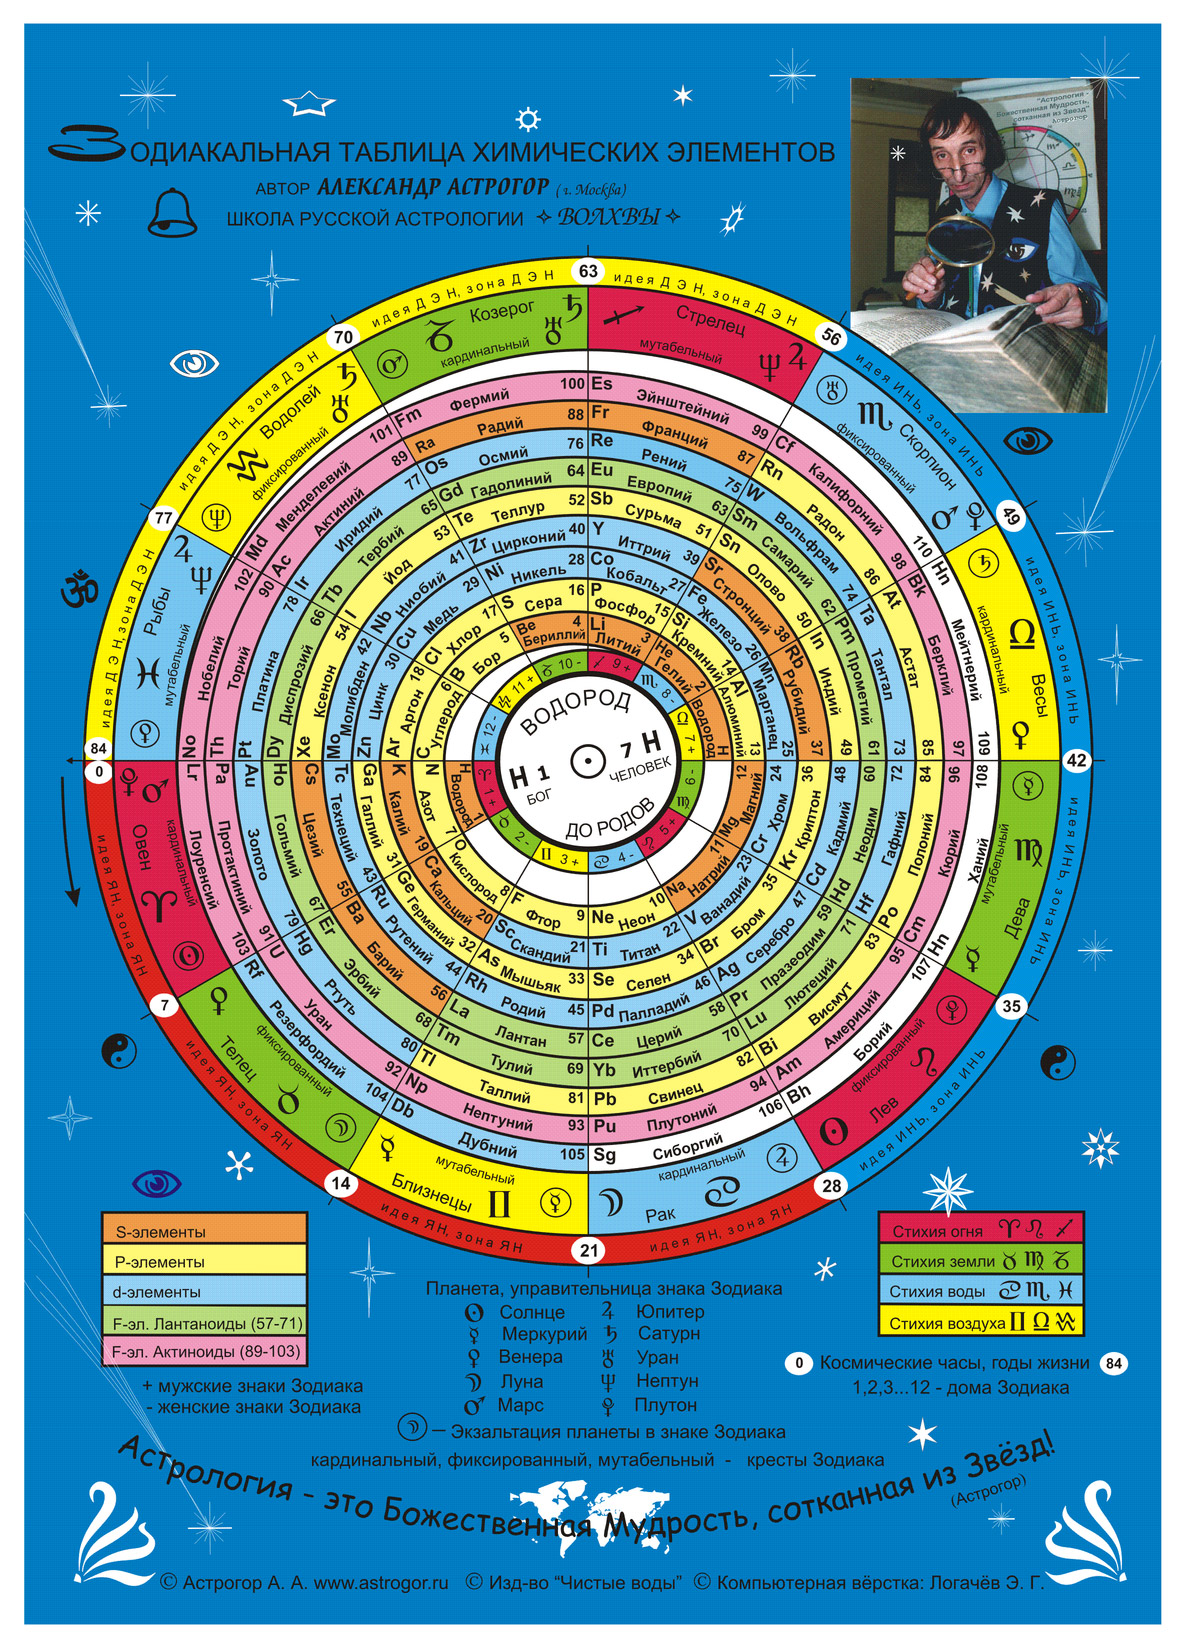 ЗОДИАКАЛЬНАЯ ТАБЛИЦА ХИМИЧЕСКИХ ЭЛЕМЕНТОВ
АВТОР АЛЕКСАНДР АСТРОГОР (г. Москва)
ШКОЛА РУССКОЙ АСТРОЛОГИИ ВОЛХВЫ
"Астрология -
Божественная Мудрость,
сотканная из Звезд"
Астрогор
63
56
49
42
35
28
21
14
7
0
84
77
70
идея ДЭН, зона ДЭН
идея ДЭН, зона ДЭН
идея ДЭН, зона ДЭН
идея ДЭН, зона ДЭН
идея ИНЬ, зона ИНЬ
идея ИНЬ, зона ИНЬ
идея ИНЬ, зона ИНЬ
идея ИНЬ, зона ИНЬ
идея ЯН, зона ЯН
идея ЯН, зона ЯН
идея ЯН, зона ЯН
идея ЯН, зона ЯН
Козерог
кардинальный
Стрелец
мутабельный
Скорпион
фиксированный
Весы
кардинальный
Дева
мутабельный
Лев
фиксированный
Рак
кардинальный
Близнецы
мутабельный
Телец
фиксированный
Овен
кардинальный
Рыбы
мутабельный
Водолей
фиксированный
Fm Фермий 100
Es Эйнштейний 99
Cf Калифорний 98
Bk Берклий 97
96 Кюрий
Cm 95
Америций
Am 94
Плутоний
Pu 93
Нептуний
Np 92
Уран
U 91
Протактиний
Pa
Th Торий 90
Ac Актиний 89
Ra Радий 88
Fr Франций 87
Rn Радон 86
At Астат 85
84 Полоний
Po 83
Висмут
Bi 82
Свинец
Pb 81
Таллий
Tl 80
Ртуть
Hg 79
Золото
Au
Pt Платина 78
Ir Иридий 77
Os Осмий 76
Re Рений 75
W Вольфрам 74
Ta Тантал 73
72 Гафний
Hf 71
Лютеций
Lu 70
Иттербий
Yb 69
Тулий
Tm 68
Эрбий
Er 67
Гольмий
Ho
Dy Диспрозий 66
Tb Тербий 65
Gd Гадолиний 64
Eu Европий 63
Sm Самарий 62
Pm Прометий 61
60 Неодим
Hd 59
Празеодим
Pr 58
Церий
Ce 57
Лантан
La
56
Барий
Ba 55
Цезий
Cs
Xe Ксенон 54
I Йод 53
Te Теллур 52
Sb Сурьма 51
Sn Олово 50
In Индий 49
48 Кадмий
Cd 47
Серебро
Ag 46
Палладий
Pd 45
Родий
Rh 44
Рутений
Ru 43
Технеций
Tc
Mo Молибден 42
Nb Ниобий 41
Zr Цирконий 40
Y Иттрий 39
Sr Стронций 38
Rb Рубидий 37
36 Криптон
Kr 35
Бром
Br 34
Селен
Se 33
Мышьяк
As 32
Германий
Ge 31
Галлий
Ga
Zn Цинк 30
Cu Медь 29
Ni Никель 28
Co Кобальт 27
Fe Железо 26
Mn Марганец 25
24 Хром
Cr 23
Ванадий
V 22
Титан
Ti 21
Скандий
Sc
20
Кальций
Ca 19
Калий
K
Ar Аргон 18
Cl Хлор 17
S Сера 16
P Фосфор 15
Si Кремний 14
Al Алюминий 13
12 Магний
Mg 11
Натрий
Na
10
Неон
Ne 9
Фтор
F 8
Кислород
O 7
Азот
N
C Углерод 6
B Бор 5
Be Бериллий 4
Li Литий 3
He Гелий 2
H Водород
H Водород 1
Md Менделевий 101
No Нобелий 102
Lr Лоуренсий 103
Rf Резерфордий 104
Db Дубний 105
Sg Сиборгий 106
Bh Борий 107
Hn Ханий 108
Мейтнерий 109
Hn 110
10 -
9 +
8 -
7 +
6 -
5 +
4 -
3 +
2 -
1 +
12 -
11 +
ВОДОРОД
H 1
БОГ
7 H
ЧЕЛОВЕК
ДО РОДОВ
S-элементы
P-элементы
d-элементы
F-эл. Лантаноиды (57-71)
F-эл. Актиноиды (89-103)
+ мужские знаки Зодиака
- женские знаки Зодиака
Планета, управительница знака Зодиака
Солнце Юпитер
Меркурий Сатурн
Венера Уран
Луна Нептун
Марс Плутон
— Экзальтация планеты в знаке Зодиака
кардинальный, фиксированный, мутабельный - кресты Зодиака
Стихия огня
Стихия земли
Стихия воды
Стихия воздуха
0 Космические часы, годы жизни 84
1,2,3...12 - дома Зодиака
Астрология - это Божественная Мудрость, сотканная из Звёзд!
(Астрогор)
© Астрогор А. А. www.astrogor.ru © Изд-во "Чистые воды" © Компьютерная вёрстка: Логачёв Э. Г.